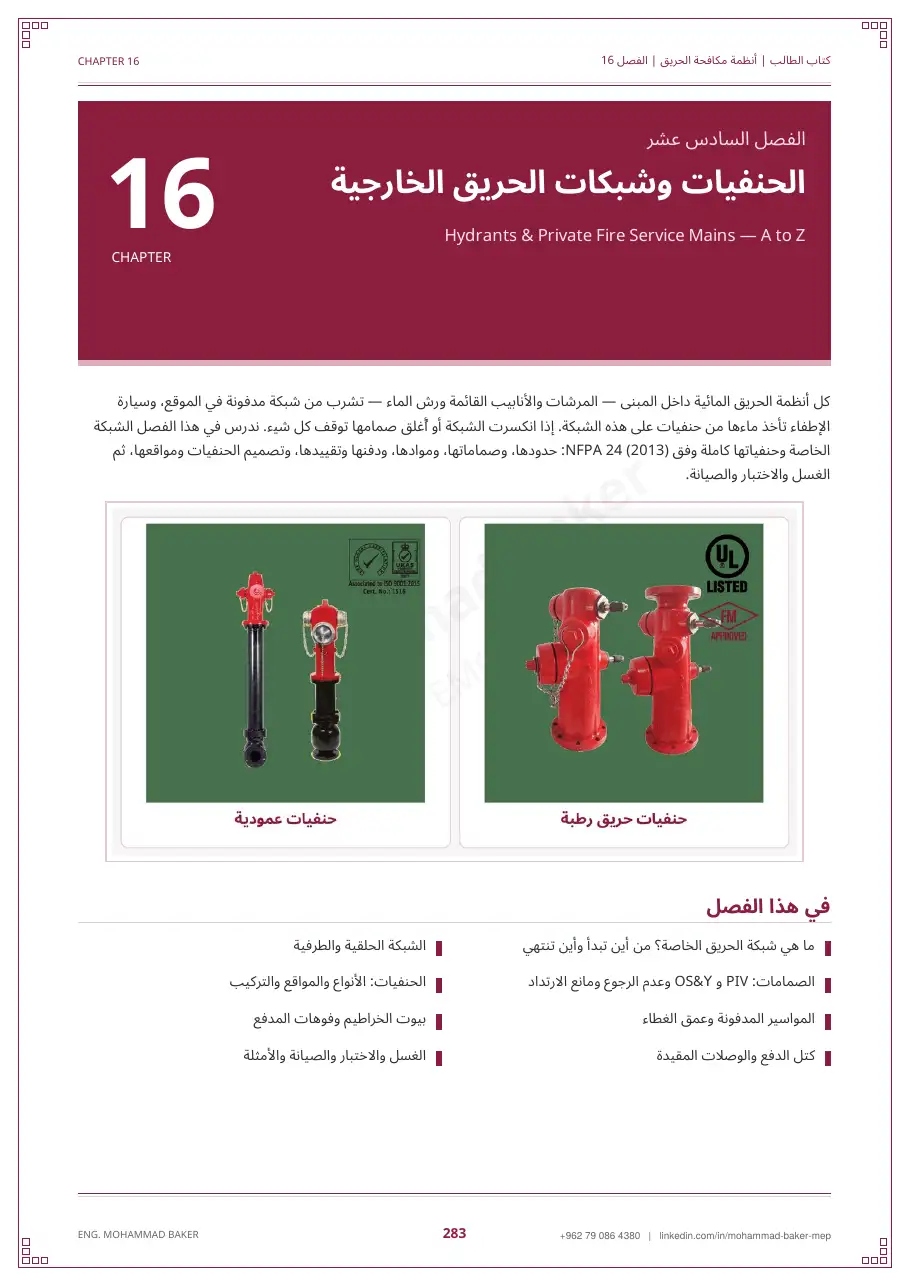 كتاب الطالب | أنظمة مكافحة الحريق | الفصل 16
CHAPTER 16
الفصل السادس عشر
الحنفيات وشبكات الحريق الخارجية
Hydrants & Private Fire Service Mains — A to Z
16
CHAPTER
كل أنظمة الحريق المائية داخل المبنى — المرشات والأنابيب القائمة ورش الماء — تشرب من شبكة مدفونة في الموقع، وسيارة
الإطفاء تأخذ ماءها من حنفيات على هذه الشبكة. إذا انكسرت الشبكة أو أُغلق صمامها توقف كل شيء. ندرس في هذا الفصل الشبكة
الخاصة وحنفياتها كاملة وفق NFPA 24 (2013): حدودها، وصماماتها، وموادها، ودفنها وتقييدها، وتصميم الحنفيات ومواقعها، ثم
الغسل والاختبار والصيانة.
UL
LISTED
FM
APPROVED
حنفيات حريق رطبة
Associated to ISO 9001:2015
حنفيات عمودية
في هذا الفصل
ما هي شبكة الحريق الخاصة؟ من أين تبدأ وأين تنتهي
الصمامات: PIV و OS&Y وعدم الرجوع ومانع الارتداد
المواسير المدفونة وعمق الغطاء
كتل الدفع والوصلات المقيدة
الشبكة الحلقية والطرفية
الحنفيات: الأنواع والمواقع والتركيب
بيوت الخراطيم وفوهات المدفع
الغسل والاختبار والصيانة والأمثلة
ENG. MOHAMMAD BAKER
283
+962 79 086 4380 | linkedin.com/in/mohammad-baker-mep